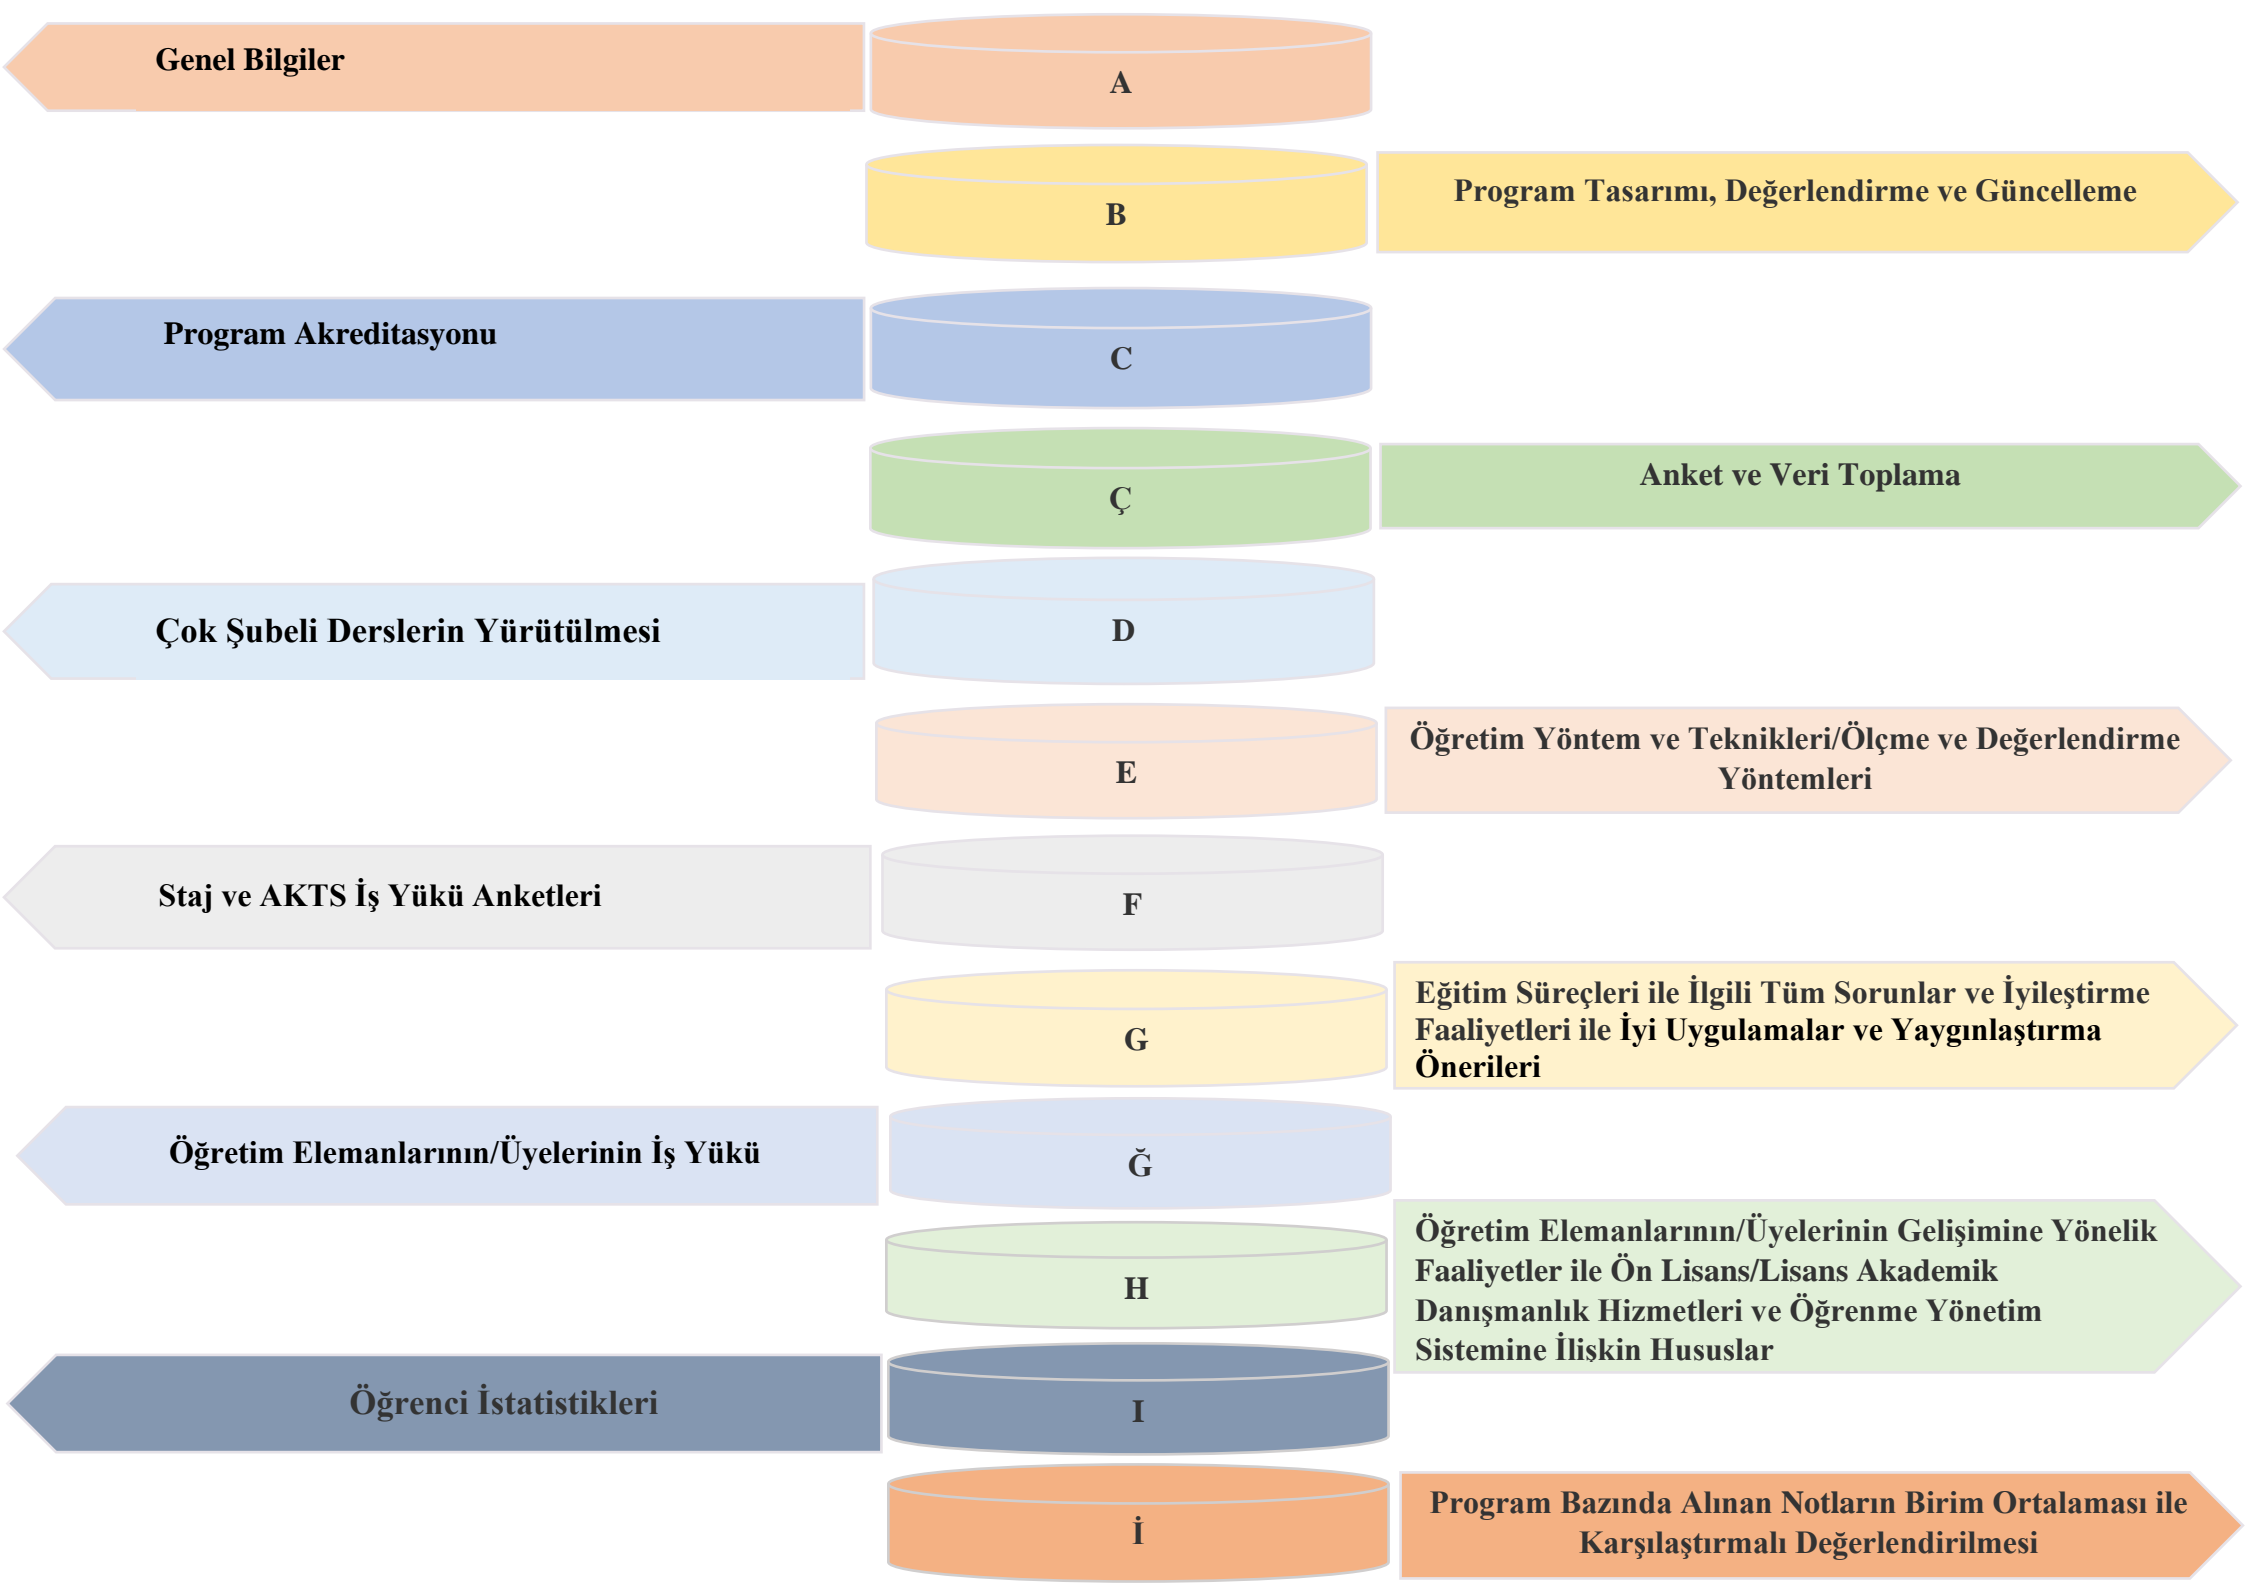 Genel Bilgiler
A
B
Program Tasarımı, Değerlendirme ve Güncelleme
Program Akreditasyonu
C
Ç
Anket ve Veri Toplama
Çok Şubeli Derslerin Yürütülmesi
D
E
Öğretim Yöntem ve Teknikleri/Ölçme ve Değerlendirme
Yöntemleri
Staj ve AKTS İş Yükü Anketleri
F
G
Eğitim Süreçleri ile İlgili Tüm Sorunlar ve İyileştirme
Faaliyetleri ile İyi Uygulamalar ve Yaygınlaştırma
Önerileri
Öğretim Elemanlarının/Üyelerinin İş Yükü
Ğ
H
Öğretim Elemanlarının/Üyelerinin Gelişimine Yönelik
Faaliyetler ile Ön Lisans/Lisans Akademik
Danışmanlık Hizmetleri ve Öğrenme Yönetim
Sistemine İlişkin Hususlar
Öğrenci İstatistikleri
I
İ
Program Bazında Alınan Notların Birim Ortalaması ile
Karşılaştırmalı Değerlendirilmesi